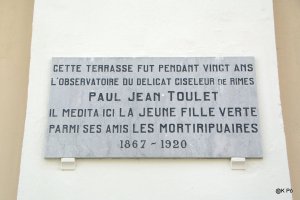 CETTE TERRASSE FUT PENDANT VINGT ANS
L'OBSERVATOIRE DU DELICAT CISELEUR DE RIMES
PAUL JEAN TOULET
IL MEDITA ICI LA JEUNE FILLE VERTE
PARMI SES AMIS LES MORTIRIPUAIRES
1867-1920
@K Pò